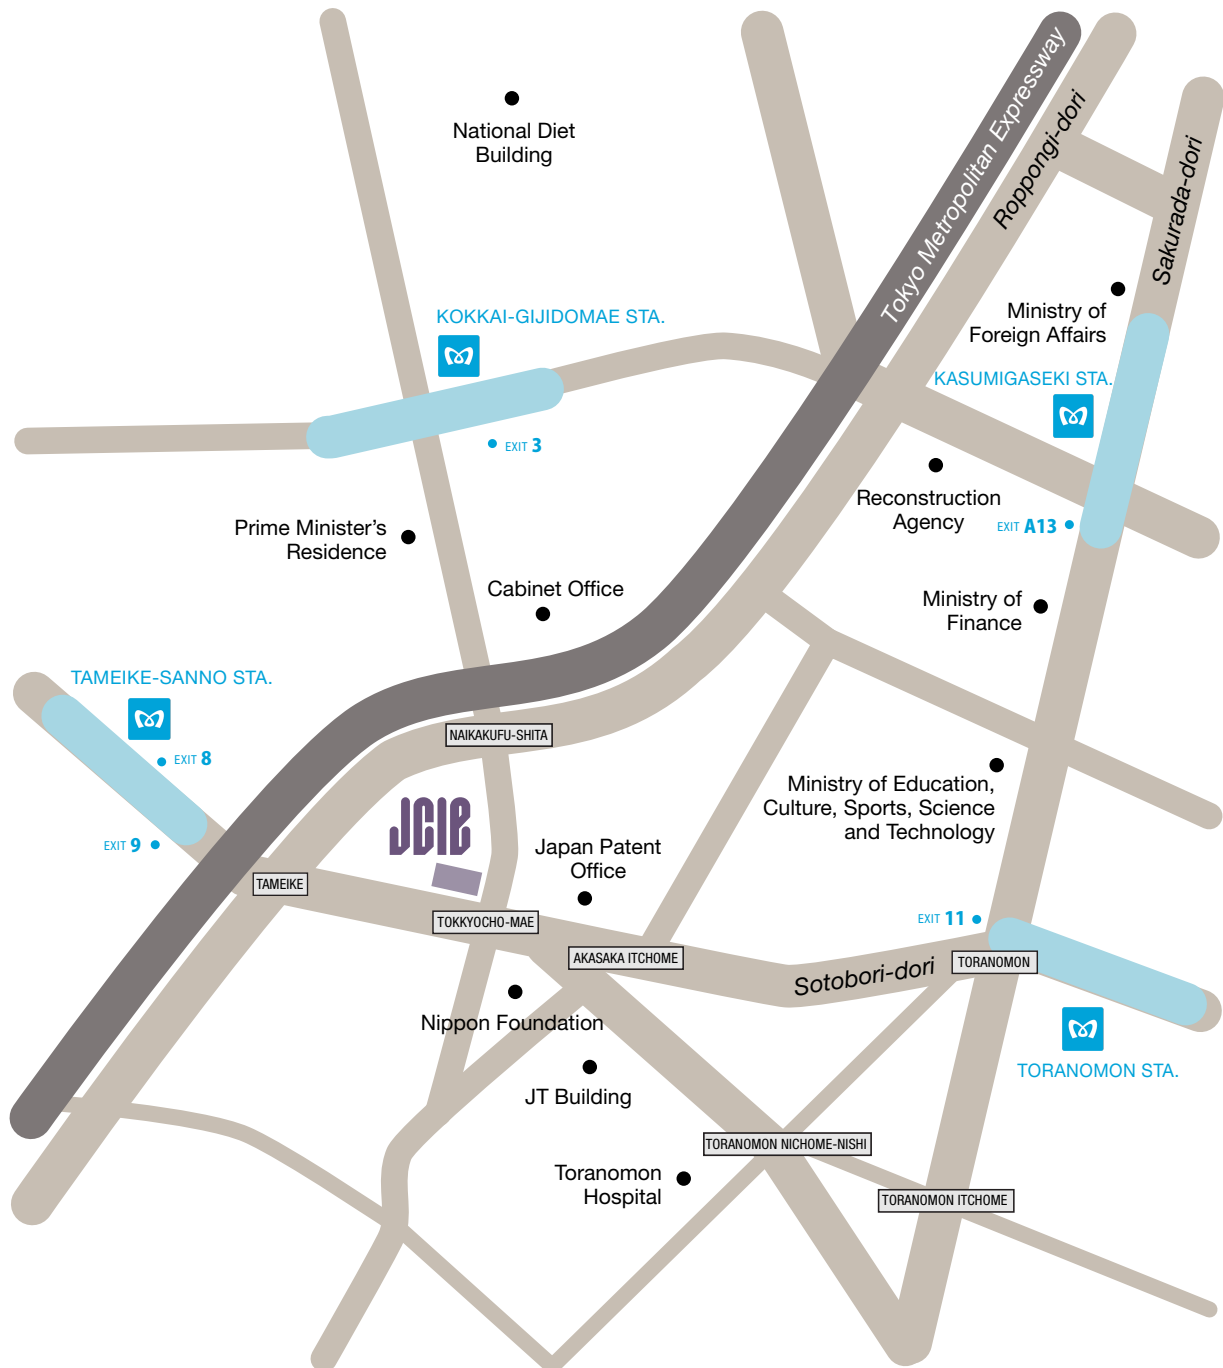 National Diet
Building
Tokyo Metropolitan Expressway
Roppongi-dori
Sakurada-dori
Ministry of
Foreign Affairs
KOKKAI-GIJIDOMAE STA.
KASUMIGASEKI STA.
EXIT 3
Reconstruction
Agency
EXIT A13
Prime Minister’s
Residence
Cabinet Office
Ministry of
Finance
TAMEIKE-SANNO STA.
EXIT 8
NAIKAKUFU-SHITA
Ministry of Education,
Culture, Sports, Science
and Technology
JCIE
EXIT 9
Japan Patent
Office
TAMEIKE
TOKKYOCHO-MAE
EXIT 11
AKASAKA ITCHOME
Sotobori-dori
TORANOMON
Nippon Foundation
TORANOMON STA.
JT Building
TORANOMON NICHOME-NISHI
Toranomon
Hospital
TORANOMON ITCHOME